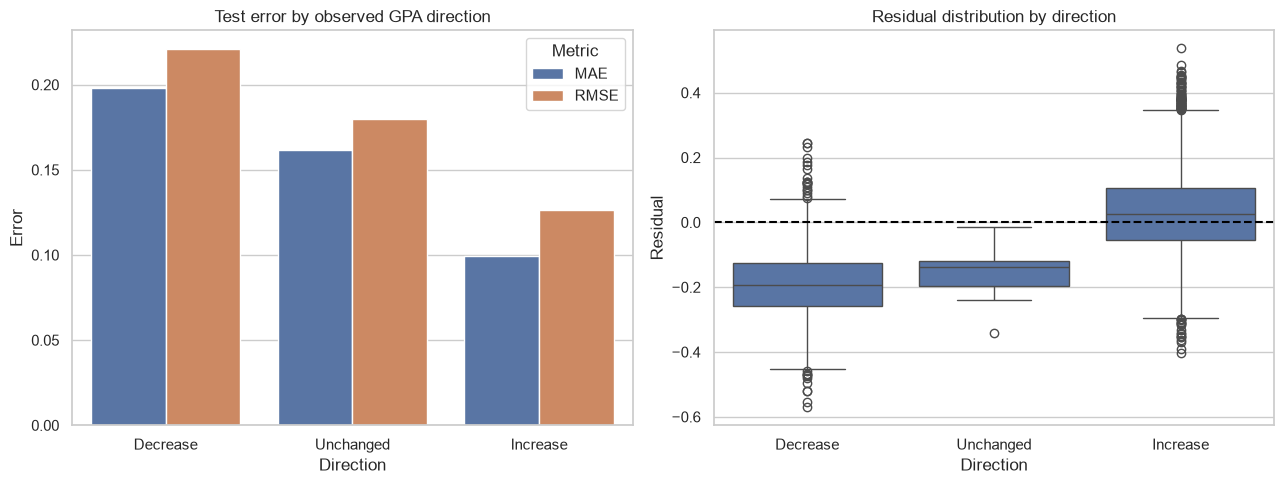 Test error by observed GPA direction
Metric
MAE
RMSE
0.20
0.15
0.10
0.05
0.00
Error
Decrease
Unchanged
Increase
Direction
Residual distribution by direction
0.4
0.2
0.0
−0.2
−0.4
−0.6
Residual
Decrease
Unchanged
Increase
Direction